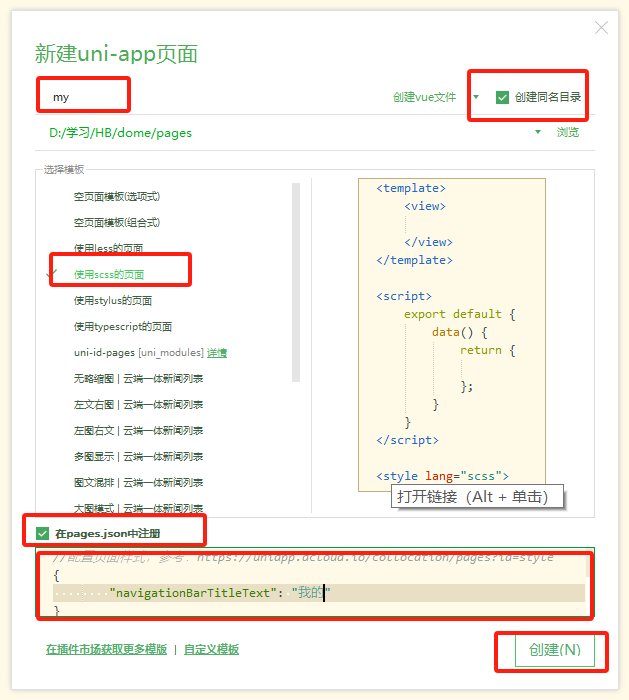 新建uni-app页面
my 创建vue文件 创建同名目录
D:/学习/HB/dome/pages 浏览
选择模板
空页面模板(选项式)
空页面模板(组合式)
使用less的页面
使用scss的页面
使用stylus的页面
使用typescript的页面
uni-id-pages [uni_modules] 详情
无略缩图 | 云端一体新闻列表
左文右图 | 云端一体新闻列表
左图右文 | 云端一体新闻列表
多图显示 | 云端一体新闻列表
图文混排 | 云端一体新闻列表
大图模式 | 云端一体新闻列表
<template>
<view>
</view>
</template>
<script>
export default {
data() {
return {
};
}
}
</script>
<style lang="scss">
打开链接（Alt + 单击）
在pages.json中注册
//配置页面样式，参考：https://uniapp.dcloud.io/collocation/pages?id=style
{
"navigationBarTitleText": "我的"
}
在插件市场获取更多模版 | 自定义模板
创建(N)